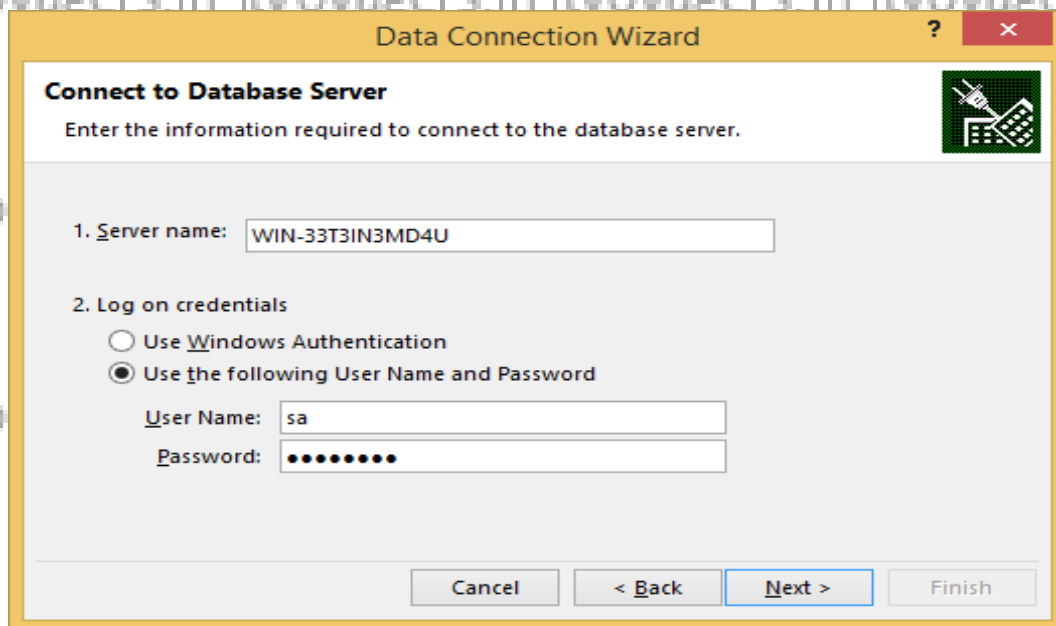 Data Connection Wizard
?
Connect to Database Server
Enter the information required to connect to the database server.
1. Server name: WIN-33T3IN3MD4U
2. Log on credentials
Use Windows Authentication
Use the following User Name and Password
User Name: sa
Password: ●●●●●●●●
Cancel < Back Next > Finish